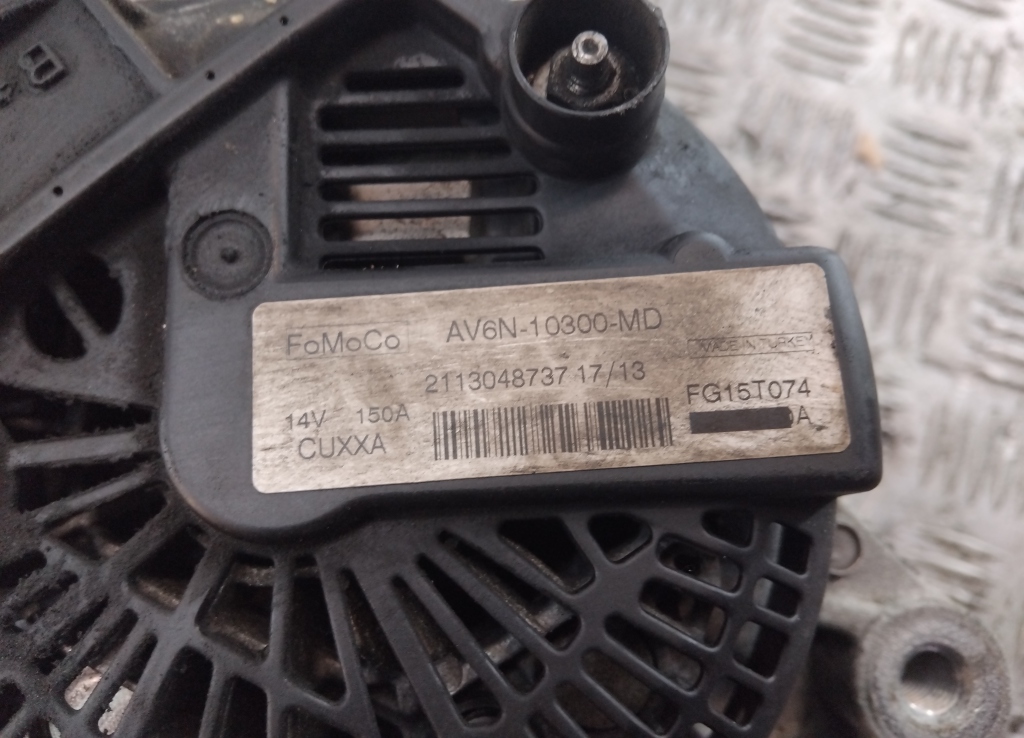 FoMoCo AV6N-10300-MD
MADE IN TURKEY
2113048737 17/13
14V 150A FG15T074
CUXXA A